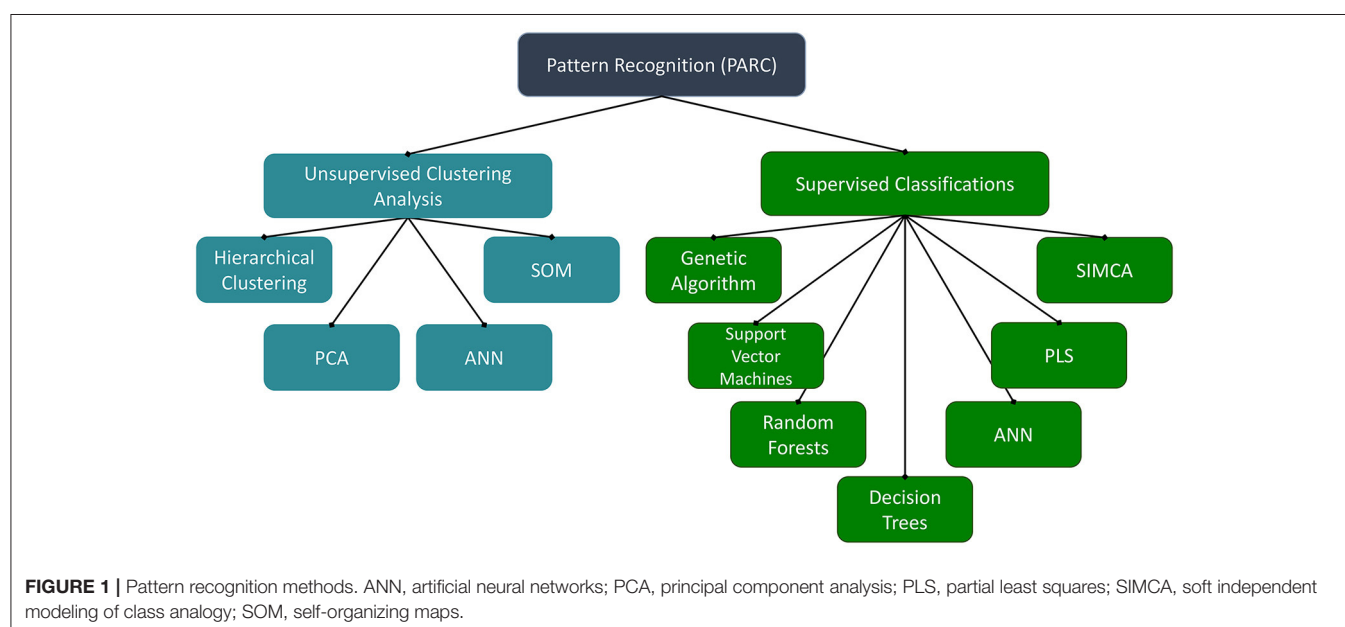 Pattern Recognition (PARC)
Unsupervised Clustering
Analysis
Supervised Classifications
Hierarchical
Clustering
SOM
Genetic
Algorithm
SIMCA
PCA
ANN
Support
Vector
Machines
PLS
Random
Forests
ANN
Decision
Trees
FIGURE 1 | Pattern recognition methods. ANN, artificial neural networks; PCA, principal component analysis; PLS, partial least squares; SIMCA, soft independent
modeling of class analogy; SOM, self-organizing maps.